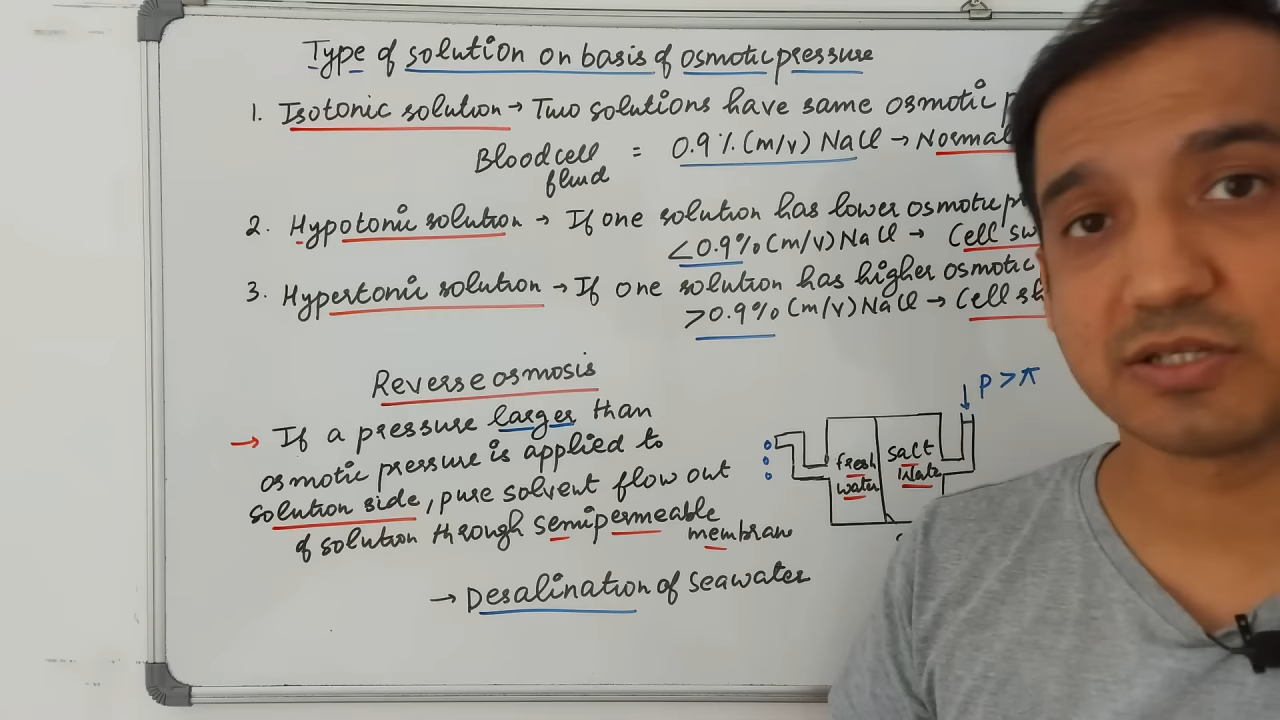 Type of solution on basis of osmotic pressure
1. Isotonic solution → Two solutions have same osmotic
Blood cell fluid = 0.9% (m/v) NaCl → Normal
2. Hypotonic solution → If one solution has lower osmotic
<0.9% (m/v) NaCl → Cell
3. Hypertonic solution → If one solution has higher osmotic
>0.9% (m/v) NaCl → Cell
Reverse osmosis
→ If a pressure larger than
osmotic pressure is applied to
solution side, pure solvent flow out
of solution through semipermeable
membrane
→ Desalination of seawater
P > π
fresh
water
salt
water